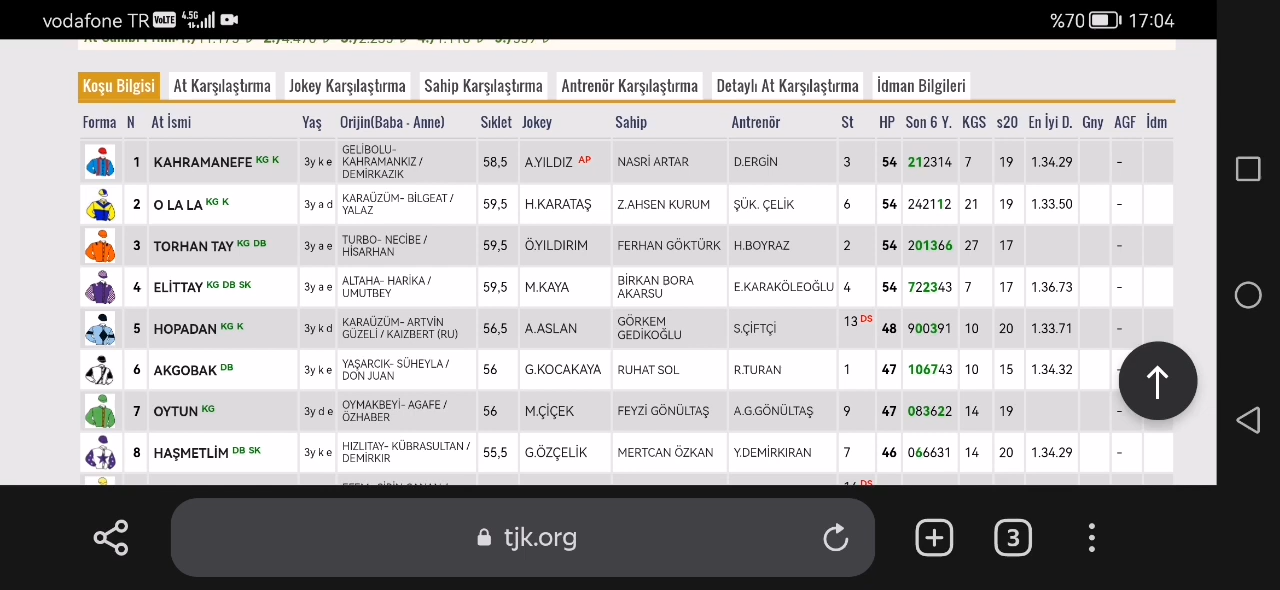 vodafone TR VoLTE 4.5G %70 17:04
Koşu Bilgisi At Karşılaştırma Jokey Karşılaştırma Sahip Karşılaştırma Antrenör Karşılaştırma Detaylı At Karşılaştırma İdman Bilgileri
Forma N At İsmi Yaş Orijin(Baba - Anne) Sıklet Jokey Sahip Antrenör St HP Son 6 Y. KGS s20 En İyi D. Gny AGF İdm
1 KAHRAMANEFE KG K 3y k e GELİBOLU- KAHRAMANKIZ / DEMİRKAZIK 58,5 A.YILDIZ AP NASRİ ARTAR D.ERGİN 3 54 212314 7 19 1.34.29 -
2 O LA LA KG K 3y a d KARAÜZÜM- BİLGEAT / YALAZ 59,5 H.KARATAŞ Z.AHSEN KURUM ŞÜK. ÇELİK 6 54 242112 21 19 1.33.50 -
3 TORHAN TAY KG DB 3y a e TURBO- NECİBE / HİSARHAN 59,5 Ö.YILDIRIM FERHAN GÖKTÜRK H.BOYRAZ 2 54 201366 27 17 -
4 ELİTTAY KG DB SK 3y a e ALTAHA- HARİKA / UMUTBEY 59,5 M.KAYA BİRKAN BORA AKARSU E.KARAKÖLEOĞLU 4 54 722343 7 17 1.36.73 -
5 HOPADAN KG K 3y k d KARAÜZÜM- ARTVİN GÜZELİ / KAIZBERT (RU) 56,5 A.ASLAN GÖRKEM GEDİKOĞLU S.ÇİFTÇİ 13 DS 48 900391 10 20 1.33.71 -
6 AKGOBAK DB 3y k e YAŞARCIK- SÜHEYLA / DON JUAN 56 G.KOCAKAYA RUHAT SOL R.TURAN 1 47 106743 10 15 1.34.32 -
7 OYTUN KG 3y d e OYMAKBEYİ- AGAFE / ÖZHABER 56 M.ÇİÇEK FEYZİ GÖNÜLTAŞ A.G.GÖNÜLTAŞ 9 47 083622 14 19 -
8 HAŞMETLİM DB SK 3y k e HIZLITAY- KÜBRASULTAN / DEMİRKIR 55,5 G.ÖZÇELİK MERTCAN ÖZKAN Y.DEMİRKIRAN 7 46 066631 14 20 1.34.29 -
tjk.org 3